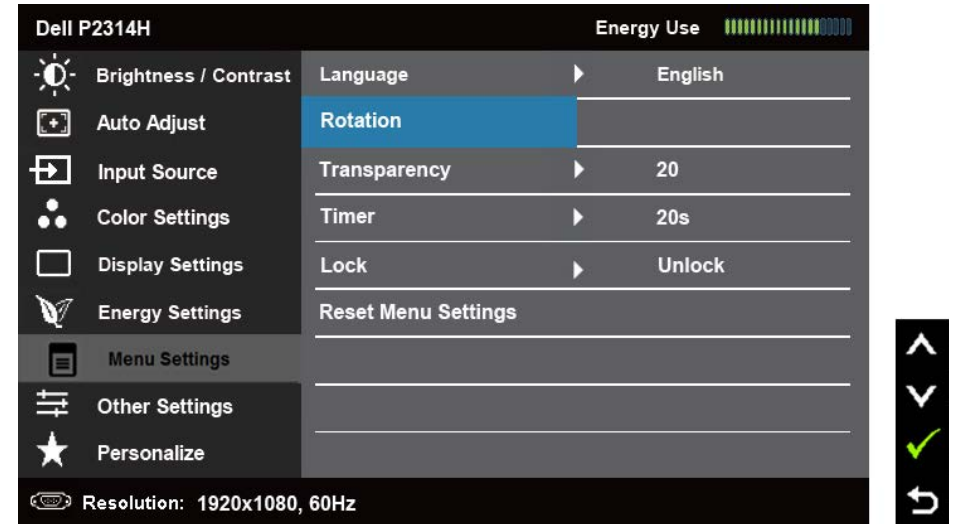 Dell P2314H Energy Use
Brightness / Contrast Language English
Auto Adjust Rotation
Input Source Transparency 20
Color Settings Timer 20s
Display Settings Lock Unlock
Energy Settings Reset Menu Settings
Menu Settings
Other Settings
Personalize
Resolution: 1920x1080, 60Hz